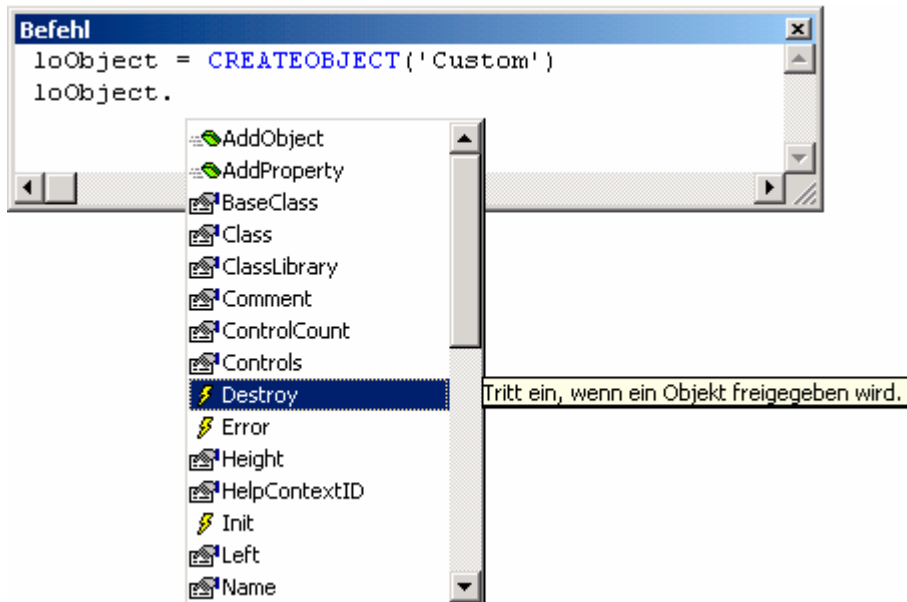 Befehl
loObject = CREATEOBJECT('Custom')
loObject.
AddObject
AddProperty
BaseClass
Class
ClassLibrary
Comment
ControlCount
Controls
Destroy
Tritt ein, wenn ein Objekt freigegeben wird.
Error
Height
HelpContextID
Init
Left
Name